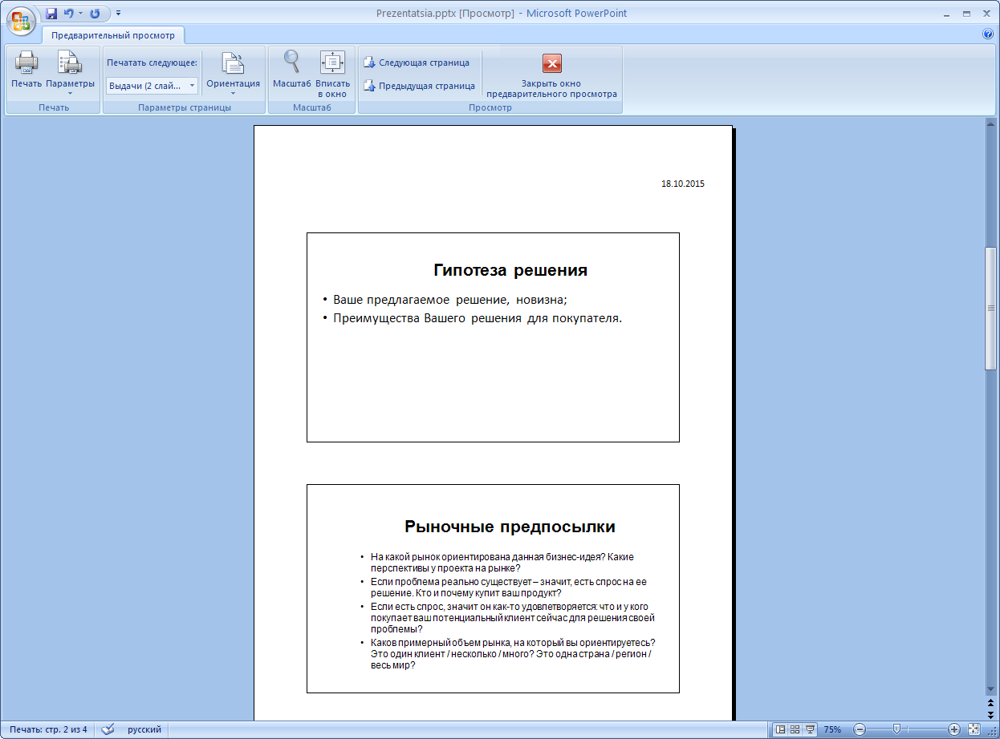 Prezentatsia.pptx [Просмотр] - Microsoft PowerPoint
Предварительный просмотр
Печать
Параметры
Печатать следующее:
Выдачи (2 слай...
Ориентация
Масштаб
Вписать
в окно
Следующая страница
Предыдущая страница
Закрыть окно
предварительного просмотра
Печать
Параметры страницы
Масштаб
Просмотр
18.10.2015
Гипотеза решения
• Ваше предлагаемое решение, новизна;
• Преимущества Вашего решения для покупателя.
Рыночные предпосылки
• На какой рынок ориентирована данная бизнес-идея? Какие
перспективы у проекта на рынке?
• Если проблема реально существует – значит, есть спрос на ее
решение. Кто и почему купит ваш продукт?
• Если есть спрос, значит он как-то удовлетворяется: что и у кого
покупает ваш потенциальный клиент сейчас для решения своей
проблемы?
• Каков примерный объем рынка, на который вы ориентируетесь?
Это один клиент / несколько / много? Это одна страна / регион /
весь мир?
Печать: стр. 2 из 4
русский
75%